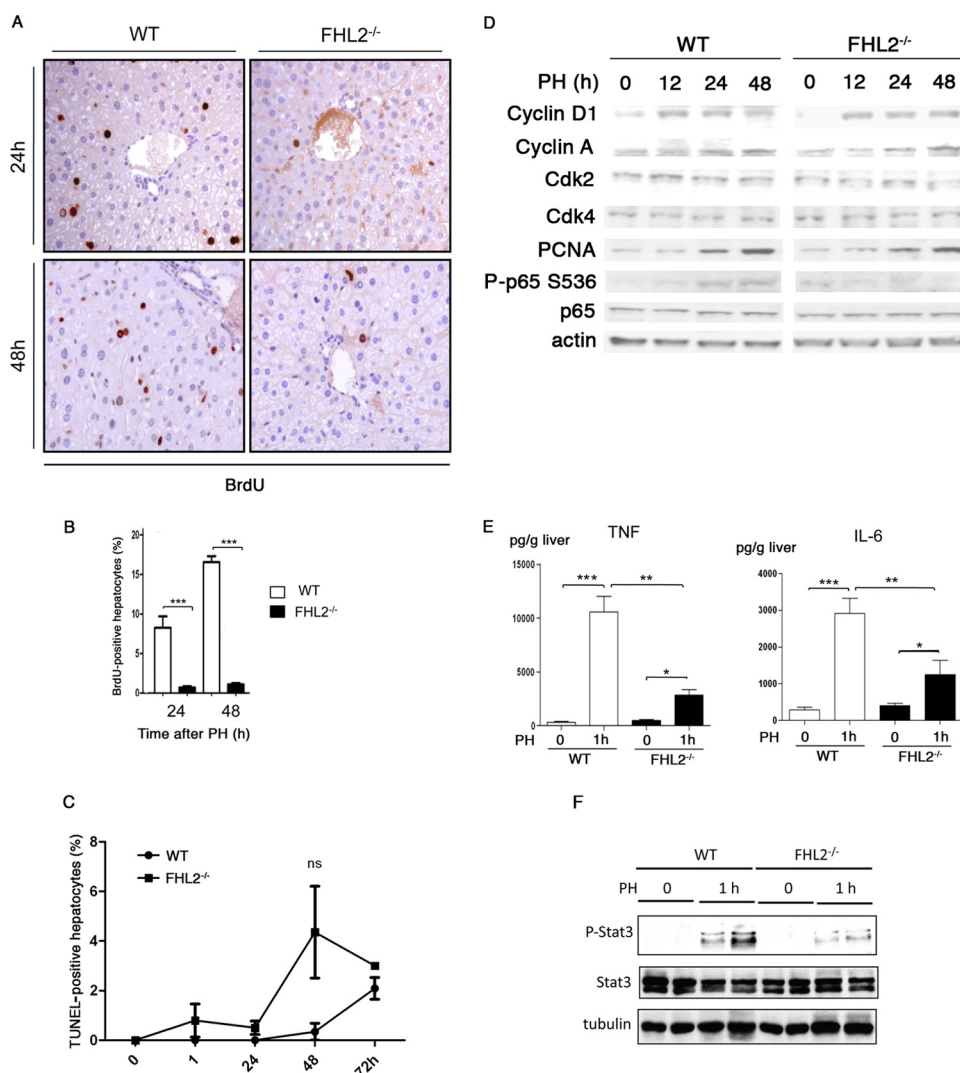 A
WT
FHL2-/-
24h
48h
BrdU
B
BrdU-positive hepatocytes (%)
20
15
10
5
0
***
***
WT
FHL2-/-
24
48
Time after PH (h)
C
TUNEL-positive hepatocytes (%)
8
6
4
2
0
WT
FHL2-/-
ns
0
1
24
48
72h
D
WT
FHL2-/-
PH (h) 0 12 24 48 0 12 24 48
Cyclin D1
Cyclin A
Cdk2
Cdk4
PCNA
P-p65 S536
p65
actin
E
TNF
pg/g liver
15000
10000
5000
0
***
**
*
PH 0 1h 0 1h
WT FHL2-/-
IL-6
pg/g liver
4000
3000
2000
1000
0
***
**
*
PH 0 1h 0 1h
WT FHL2-/-
F
WT FHL2-/-
PH 0 1 h 0 1 h
P-Stat3
Stat3
tubulin